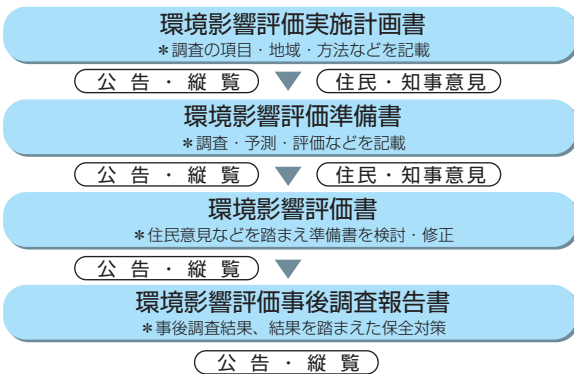 環境影響評価実施計画書
＊調査の項目・地域・方法などを記載
公告・縦覧 住民・知事意見
環境影響評価準備書
＊調査・予測・評価などを記載
公告・縦覧 住民・知事意見
環境影響評価書
＊住民意見などを踏まえ準備書を検討・修正
公告・縦覧
環境影響評価事後調査報告書
＊事後調査結果、結果を踏まえた保全対策
公告・縦覧